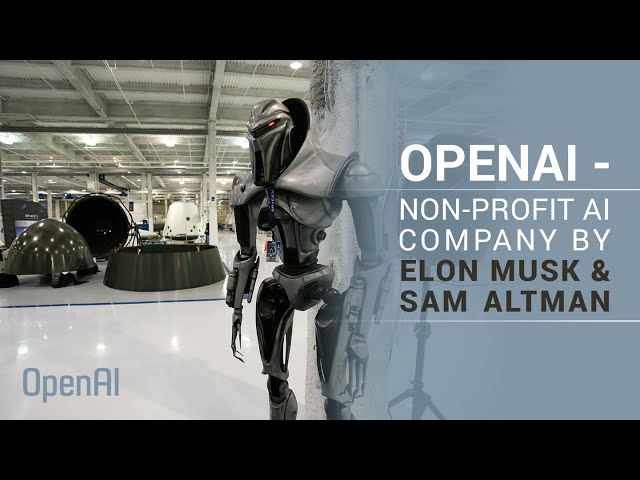 OPENAI -
NON-PROFIT AI
COMPANY BY
ELON MUSK &
SAM ALTMAN
OpenAI